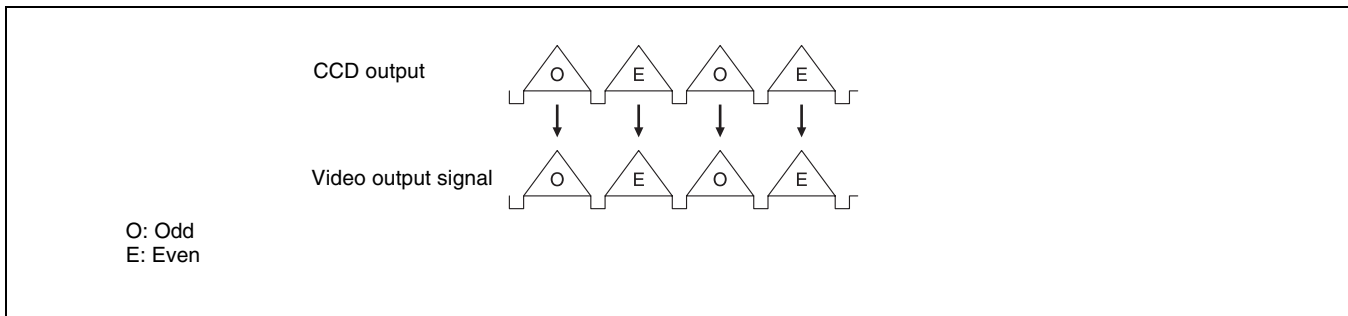 CCD output
O E O E
Video output signal
O E O E
O: Odd
E: Even